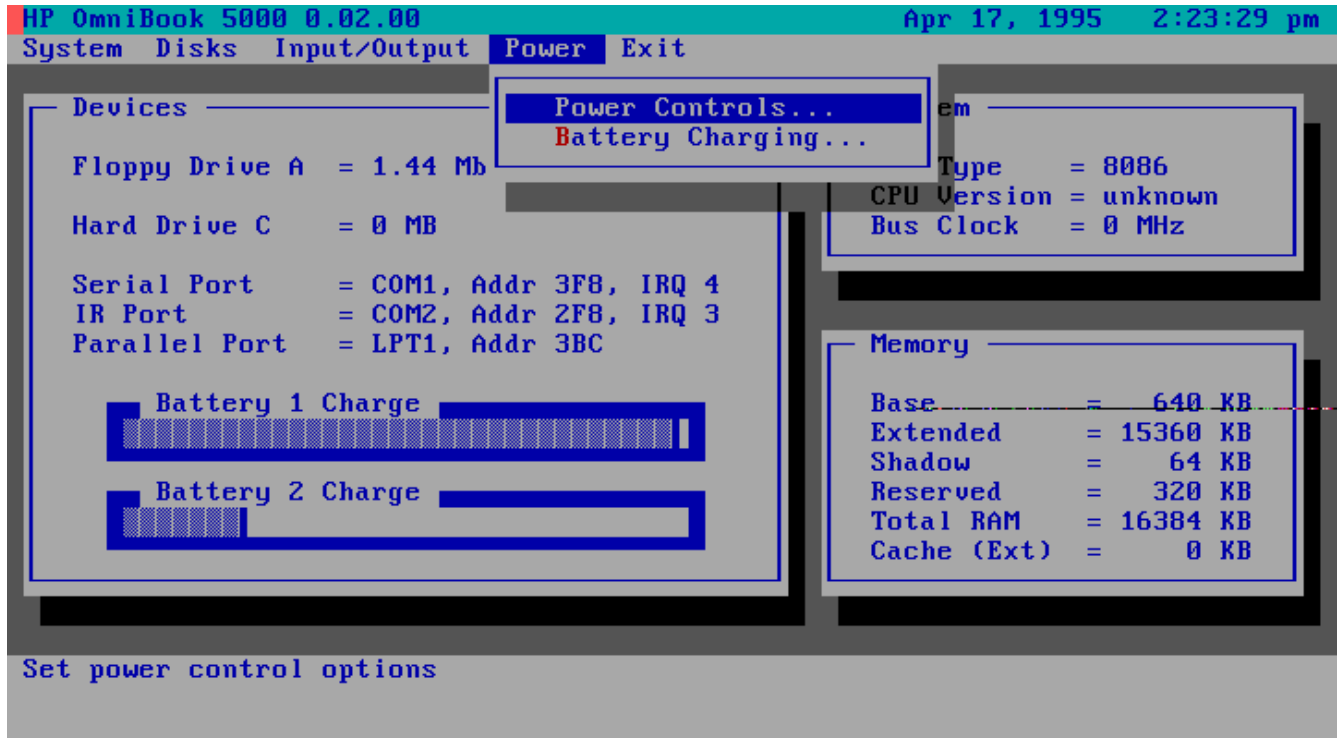 HP OmniBook 5000 0.02.00 Apr 17, 1995 2:23:29 pm
System Disks Input/Output Power Exit
Power Controls...
Battery Charging...
Devices
Floppy Drive A = 1.44 Mb
Hard Drive C = 0 MB
Serial Port = COM1, Addr 3F8, IRQ 4
IR Port = COM2, Addr 2F8, IRQ 3
Parallel Port = LPT1, Addr 3BC
Battery 1 Charge
Battery 2 Charge
em
Type = 8086
CPU Version = unknown
Bus Clock = 0 MHz
Memory
Base = 640 KB
Extended = 15360 KB
Shadow = 64 KB
Reserved = 320 KB
Total RAM = 16384 KB
Cache (Ext) = 0 KB
Set power control options